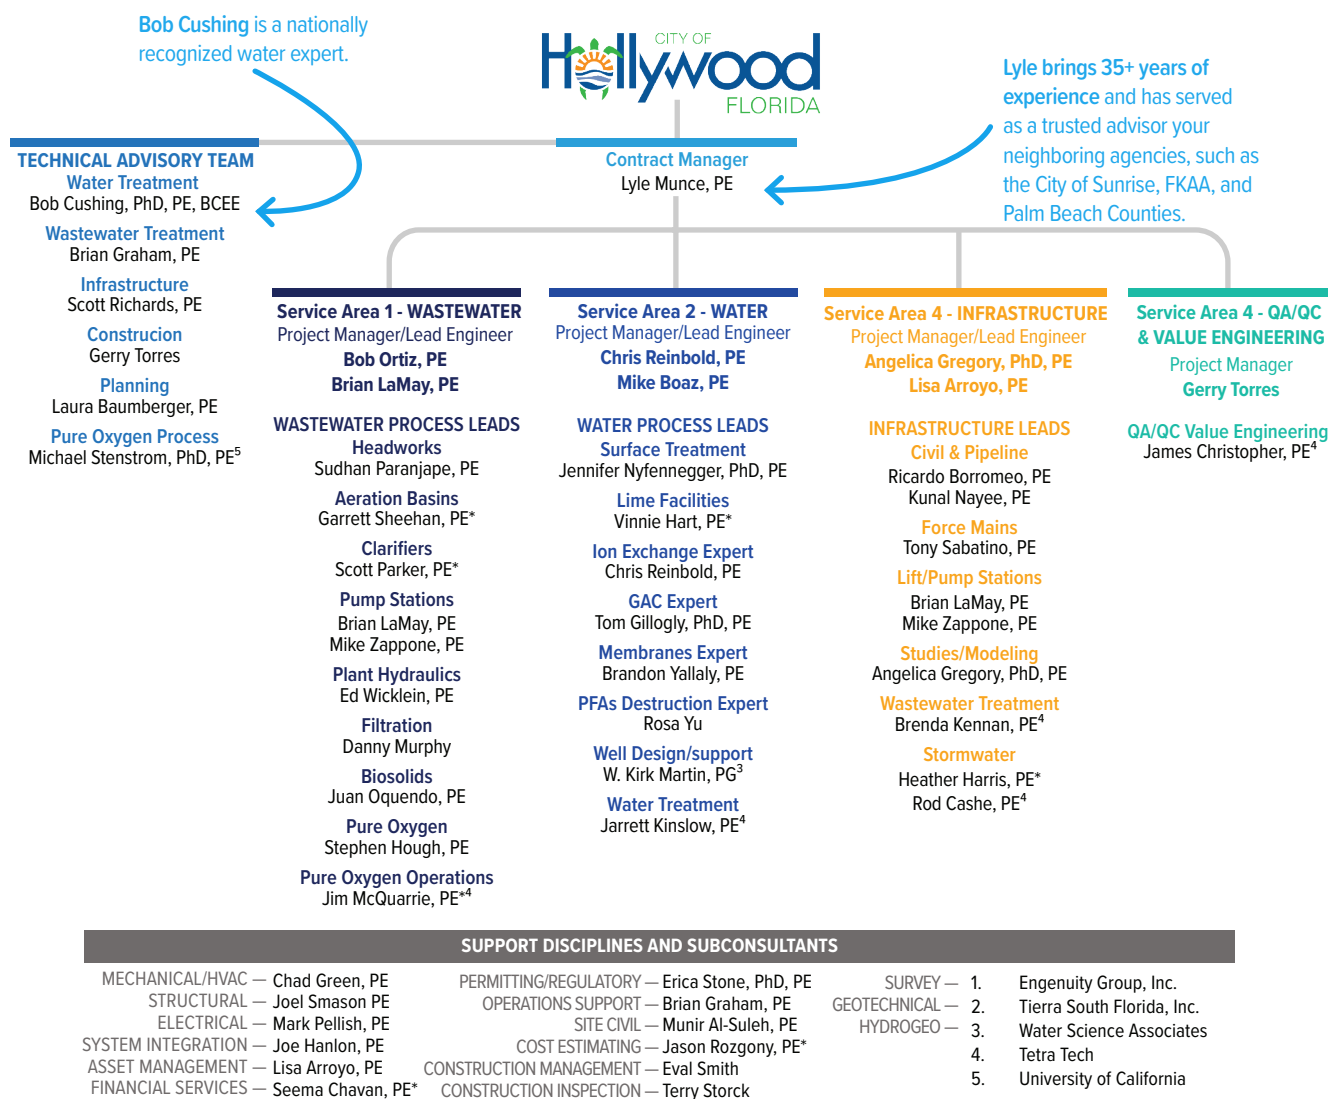 Bob Cushing is a nationally
recognized water expert.
CITY OF
Hollywood
FLORIDA
Lyle brings 35+ years of
experience and has served
as a trusted advisor your
neighboring agencies, such as
the City of Sunrise, FKAA, and
Palm Beach Counties.
Contract Manager
Lyle Munce, PE
TECHNICAL ADVISORY TEAM
Water Treatment
Bob Cushing, PhD, PE, BCEE
Wastewater Treatment
Brian Graham, PE
Infrastructure
Scott Richards, PE
Construcion
Gerry Torres
Planning
Laura Baumberger, PE
Pure Oxygen Process
Michael Stenstrom, PhD, PE⁵
Service Area 1 - WASTEWATER
Project Manager/Lead Engineer
Bob Ortiz, PE
Brian LaMay, PE
WASTEWATER PROCESS LEADS
Headworks
Sudhan Paranjape, PE
Aeration Basins
Garrett Sheehan, PE*
Clarifiers
Scott Parker, PE*
Pump Stations
Brian LaMay, PE
Mike Zappone, PE
Plant Hydraulics
Ed Wicklein, PE
Filtration
Danny Murphy
Biosolids
Juan Oquendo, PE
Pure Oxygen
Stephen Hough, PE
Pure Oxygen Operations
Jim McQuarrie, PE*⁴
Service Area 2 - WATER
Project Manager/Lead Engineer
Chris Reinbold, PE
Mike Boaz, PE
WATER PROCESS LEADS
Surface Treatment
Jennifer Nyfennegger, PhD, PE
Lime Facilities
Vinnie Hart, PE*
Ion Exchange Expert
Chris Reinbold, PE
GAC Expert
Tom Gillogly, PhD, PE
Membranes Expert
Brandon Yallaly, PE
PFAs Destruction Expert
Rosa Yu
Well Design/support
W. Kirk Martin, PG³
Water Treatment
Jarrett Kinslow, PE⁴
Service Area 4 - INFRASTRUCTURE
Project Manager/Lead Engineer
Angelica Gregory, PhD, PE
Lisa Arroyo, PE
INFRASTRUCTURE LEADS
Civil & Pipeline
Ricardo Borromeo, PE
Kunal Nayee, PE
Force Mains
Tony Sabatino, PE
Lift/Pump Stations
Brian LaMay, PE
Mike Zappone, PE
Studies/Modeling
Angelica Gregory, PhD, PE
Wastewater Treatment
Brenda Kennan, PE⁴
Stormwater
Heather Harris, PE*
Rod Cashe, PE⁴
Service Area 4 - QA/QC
& VALUE ENGINEERING
Project Manager
Gerry Torres
QA/QC Value Engineering
James Christopher, PE⁴
SUPPORT DISCIPLINES AND SUBCONSULTANTS
MECHANICAL/HVAC — Chad Green, PE
STRUCTURAL — Joel Smason PE
ELECTRICAL — Mark Pellish, PE
SYSTEM INTEGRATION — Joe Hanlon, PE
ASSET MANAGEMENT — Lisa Arroyo, PE
FINANCIAL SERVICES — Seema Chavan, PE*
PERMITTING/REGULATORY — Erica Stone, PhD, PE
OPERATIONS SUPPORT — Brian Graham, PE
SITE CIVIL — Munir Al-Suleh, PE
COST ESTIMATING — Jason Rozgony, PE*
CONSTRUCTION MANAGEMENT — Eval Smith
CONSTRUCTION INSPECTION — Terry Storck
SURVEY — 1. Engenuity Group, Inc.
GEOTECHNICAL — 2. Tierra South Florida, Inc.
HYDROGEO — 3. Water Science Associates
4. Tetra Tech
5. University of California